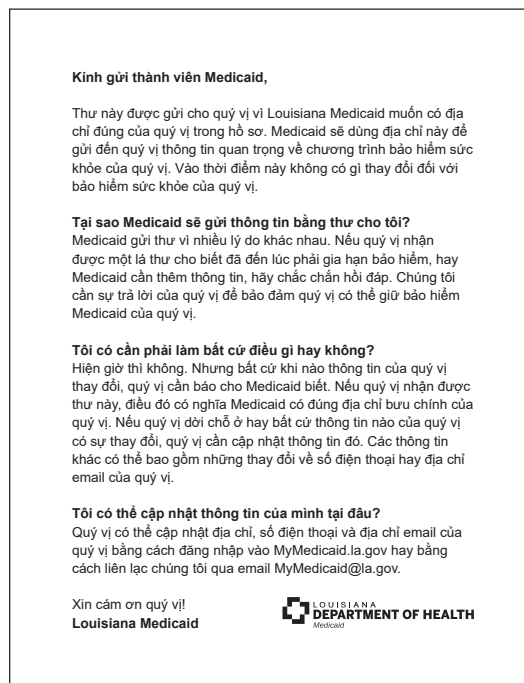 Kính gửi thành viên Medicaid,
Thư này được gửi cho quý vị vì Louisiana Medicaid muốn có địa
chỉ đúng của quý vị trong hồ sơ. Medicaid sẽ dùng địa chỉ này để
gửi đến quý vị thông tin quan trọng về chương trình bảo hiểm sức
khỏe của quý vị. Vào thời điểm này không có gì thay đổi đối với
bảo hiểm sức khỏe của quý vị.
Tại sao Medicaid sẽ gửi thông tin bằng thư cho tôi?
Medicaid gửi thư vì nhiều lý do khác nhau. Nếu quý vị nhận
được một lá thư cho biết đã đến lúc phải gia hạn bảo hiểm, hay
Medicaid cần thêm thông tin, hãy chắc chắn hồi đáp. Chúng tôi
cần sự trả lời của quý vị để bảo đảm quý vị có thể giữ bảo hiểm
Medicaid của quý vị.
Tôi có cần phải làm bất cứ điều gì hay không?
Hiện giờ thì không. Nhưng bất cứ khi nào thông tin của quý vị
thay đổi, quý vị cần báo cho Medicaid biết. Nếu quý vị nhận được
thư này, điều đó có nghĩa Medicaid có đúng địa chỉ bưu chính của
quý vị. Nếu quý vị dời chỗ ở hay bất cứ thông tin nào của quý vị
có sự thay đổi, quý vị cần cập nhật thông tin đó. Các thông tin
khác có thể bao gồm những thay đổi về số điện thoại hay địa chỉ
email của quý vị.
Tôi có thể cập nhật thông tin của mình tại đâu?
Quý vị có thể cập nhật địa chỉ, số điện thoại và địa chỉ email của
quý vị bằng cách đăng nhập vào MyMedicaid.la.gov hay bằng
cách liên lạc chúng tôi qua email MyMedicaid@la.gov.
Xin cám ơn quý vị!
Louisiana Medicaid
LOUISIANA
DEPARTMENT OF HEALTH
Medicaid